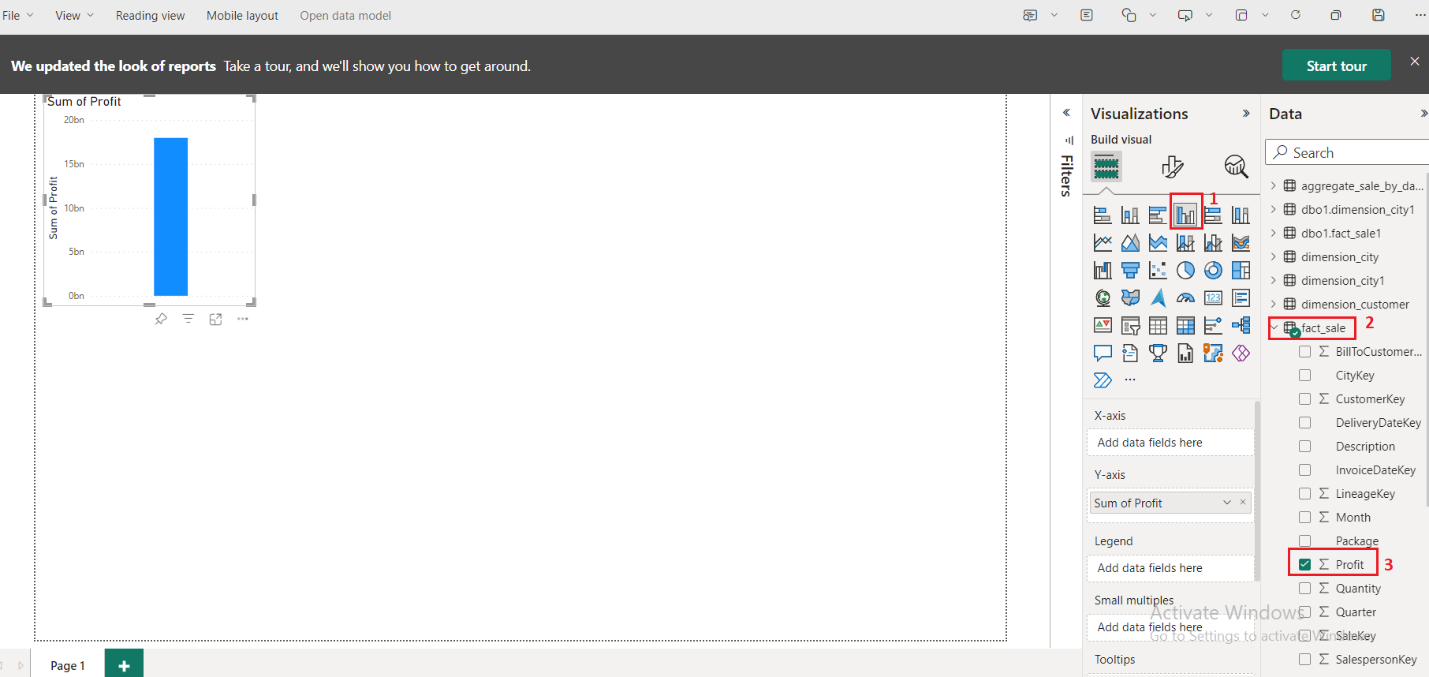 File View Reading view Mobile layout Open data model
We updated the look of reports Take a tour, and we'll show you how to get around. Start tour
Sum of Profit
20bn
15bn
10bn
5bn
0bn
Sum of Profit
Filters
Visualizations
Build visual
1
123
X-axis
Add data fields here
Y-axis
Sum of Profit
Legend
Add data fields here
Small multiples
Add data fields here
Tooltips
Data
Search
aggregate_sale_by_da...
dbo1.dimension_city1
dbo1.fact_sale1
dimension_city
dimension_city1
dimension_customer
fact_sale 2
BillToCustomer...
CityKey
CustomerKey
DeliveryDateKey
Description
InvoiceDateKey
LineageKey
Month
Package
Profit 3
Quantity
Quarter
SaleKey
SalespersonKey
Activate Windows
Go to Settings to activate Windows.
Page 1